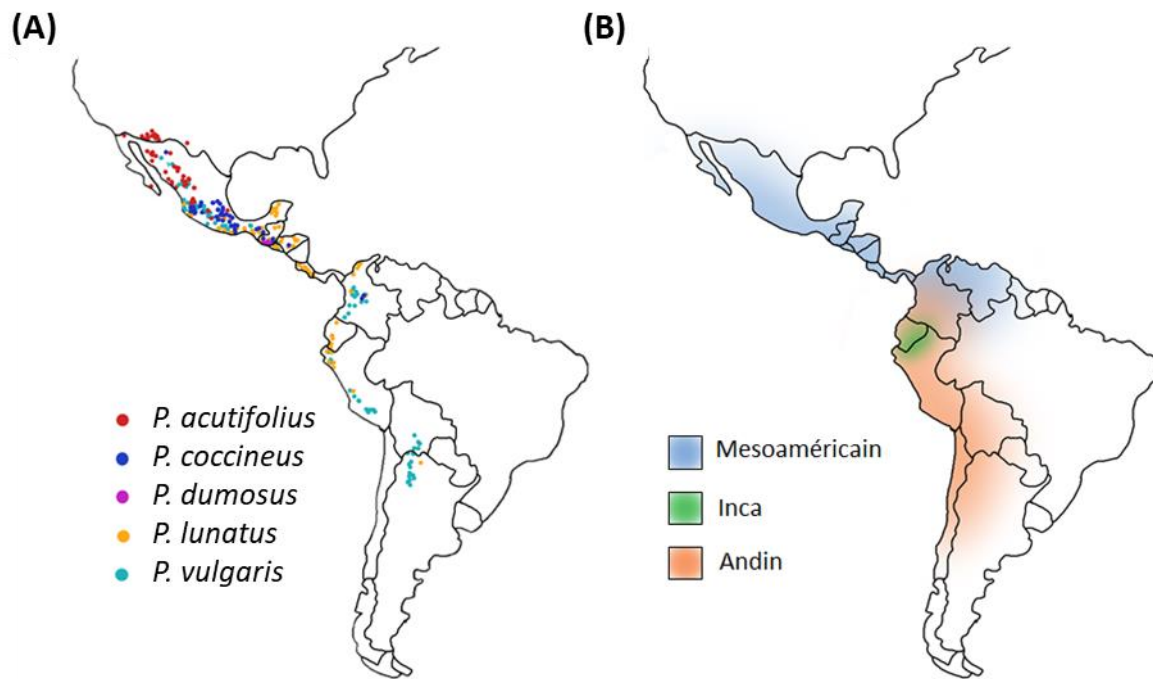 (A)
P. acutifolius
P. coccineus
P. dumosus
P. lunatus
P. vulgaris
(B)
Mesoaméricain
Inca
Andin